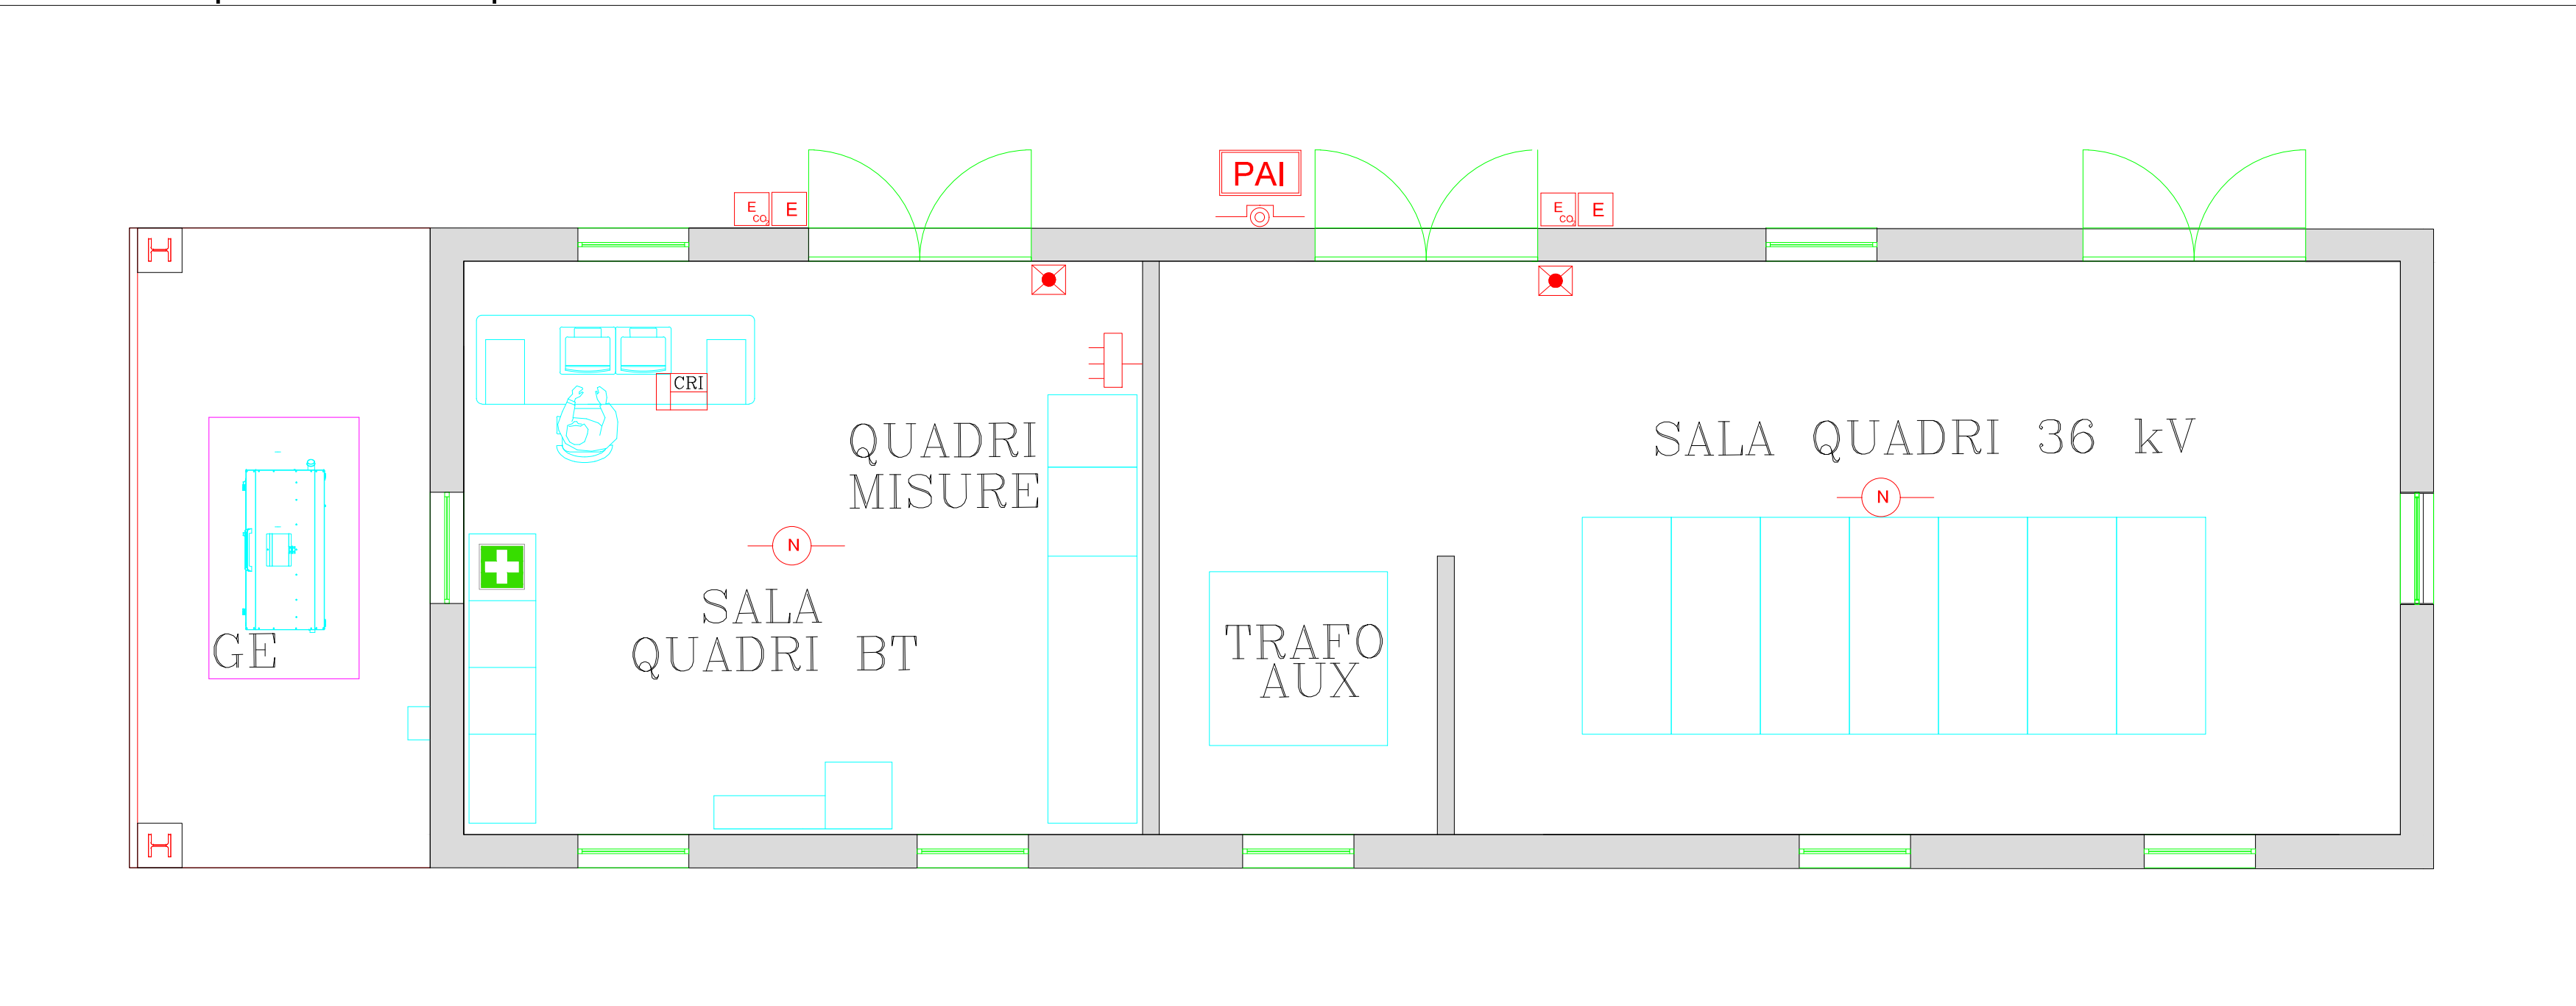 PAI
E
CO2
E
E
CO2
E
H
CRI
QUADRI
MISURE
SALA QUADRI 36 kV
N
N
SALA
QUADRI BT
TRAFO
AUX
GE
H